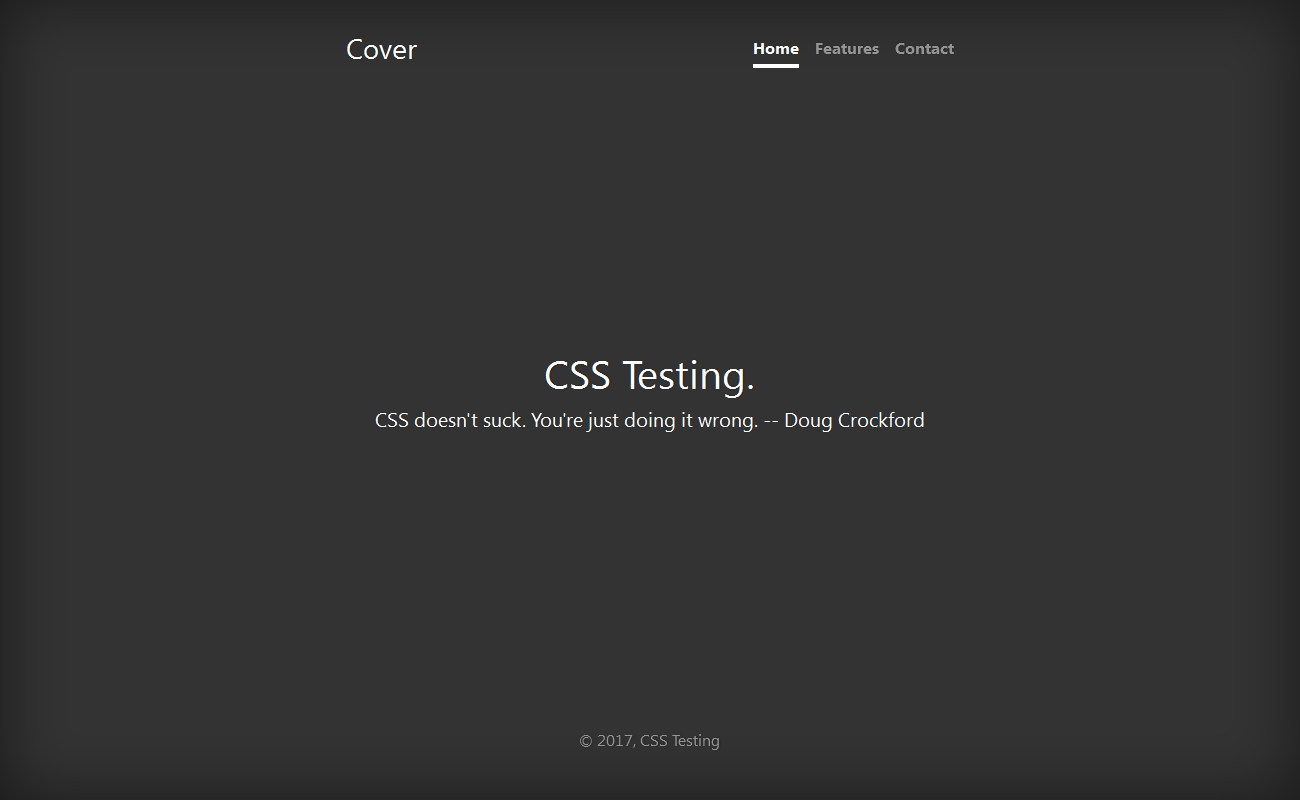 Cover
Home Features Contact
CSS Testing.
CSS doesn't suck. You're just doing it wrong. -- Doug Crockford
© 2017, CSS Testing